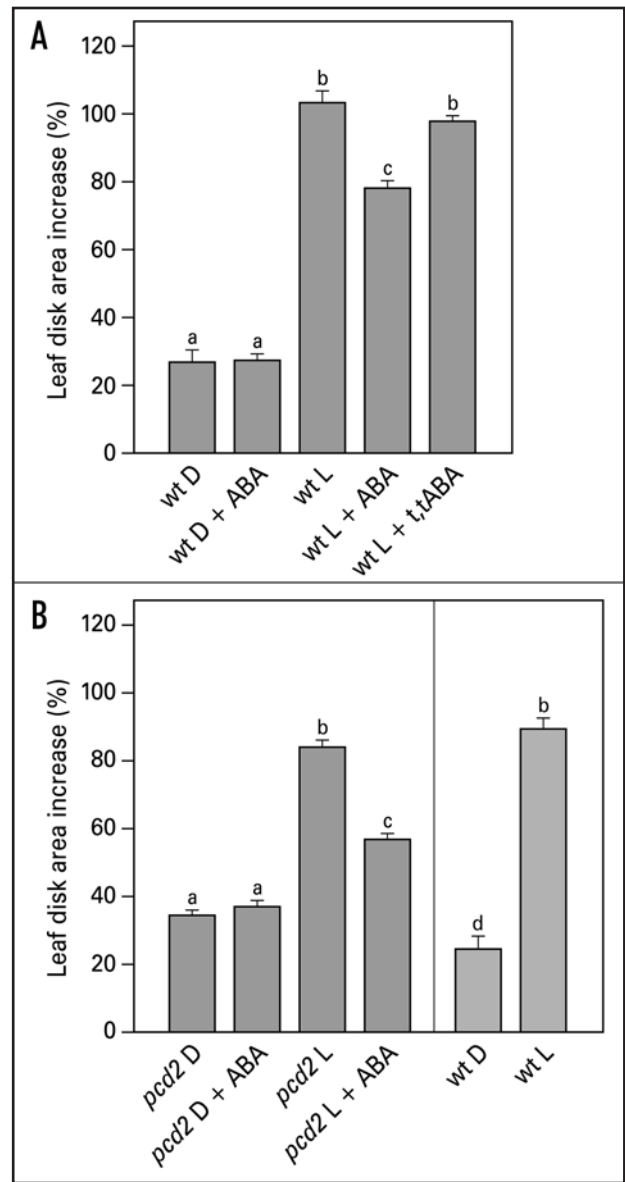 A
Leaf disk area increase (%)
120
100
80
60
40
20
0
a
a
b
c
b
wt D
wt D + ABA
wt L
wt L + ABA
wt L + t,tABA
B
Leaf disk area increase (%)
120
100
80
60
40
20
0
a
a
b
c
d
b
pcd2 D
pcd2 D + ABA
pcd2 L
pcd2 L + ABA
wt D
wt L